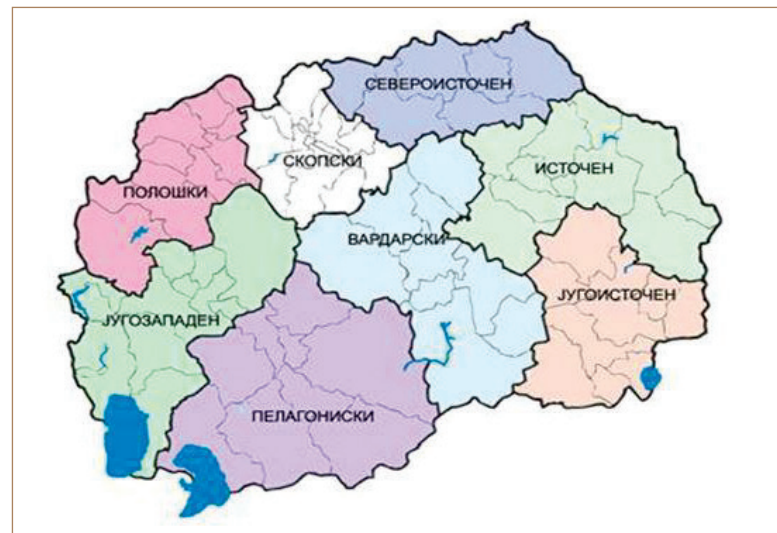 СЕВЕРОИСТОЧЕН
СКОПСКИ
ИСТОЧЕН
ПОЛОШКИ
ВАРДАРСКИ
ЈУГОИСТОЧЕН
ЈУГОЗАПАДЕН
ПЕЛАГОНИСКИ